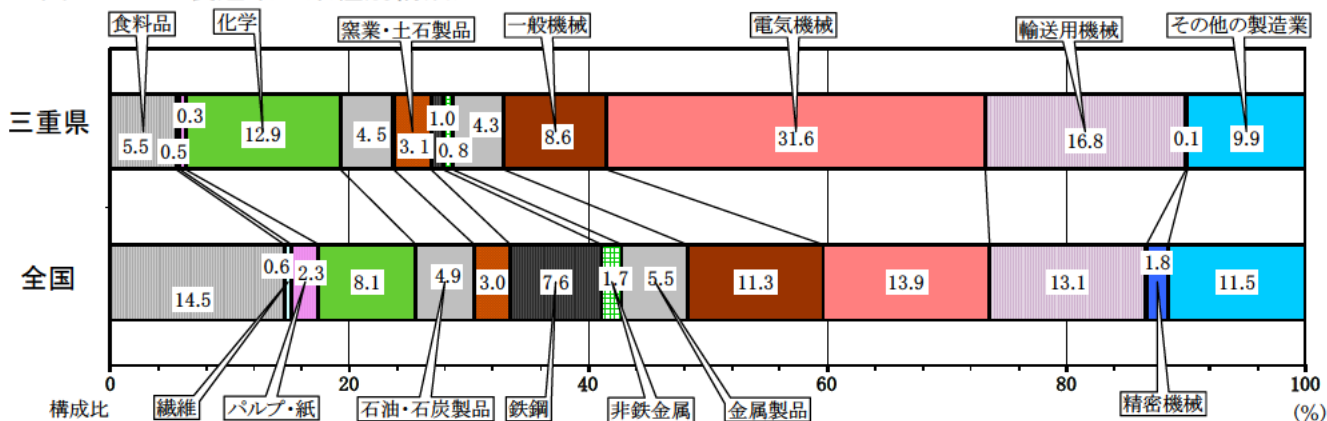 食料品 化学 窯業・土石製品 一般機械 電気機械 輸送用機械 その他の製造業
三重県 5.5 0.5 0.3 12.9 4.5 3.1 1.0 0.8 4.3 8.6 31.6 16.8 0.1 9.9
全国 14.5 0.6 2.3 8.1 4.9 3.0 7.6 1.7 5.5 11.3 13.9 13.1 1.8 11.5
0 20 40 60 80 100
構成比 繊維 パルプ・紙 石油・石炭製品 鉄鋼 非鉄金属 金属製品 精密機械 (%)